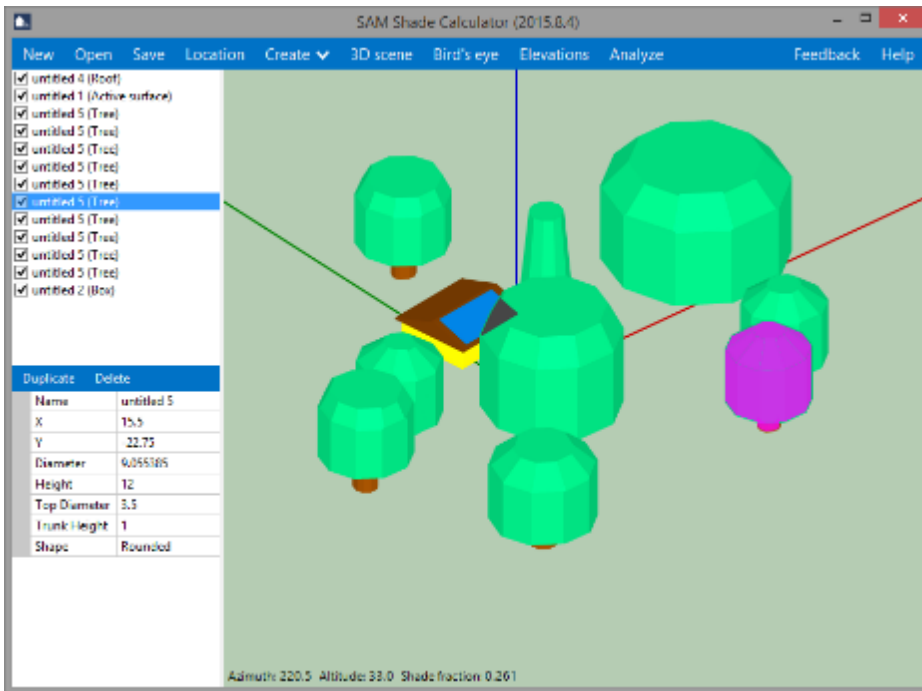 SAM Shade Calculator (2015.8.4)
New Open Save Location Create 3D scene Bird's eye Elevations Analyze Feedback Help
untitled 4 (Roof)
untitled 1 (Active surface)
untitled 5 (Tree)
untitled 5 (Tree)
untitled 5 (Tree)
untitled 5 (Tree)
untitled 5 (Tree)
untitled 5 (Tree)
untitled 5 (Tree)
untitled 5 (Tree)
untitled 5 (Tree)
untitled 5 (Tree)
untitled 2 (Box)
Duplicate Delete
Name untitled 5
X 15.5
Y -22.75
Diameter 9.055385
Height 12
Top Diameter 3.5
Trunk Height 1
Shape Rounded
Azimuth: 220.5 Altitude: 33.0 Shade fraction 0.261